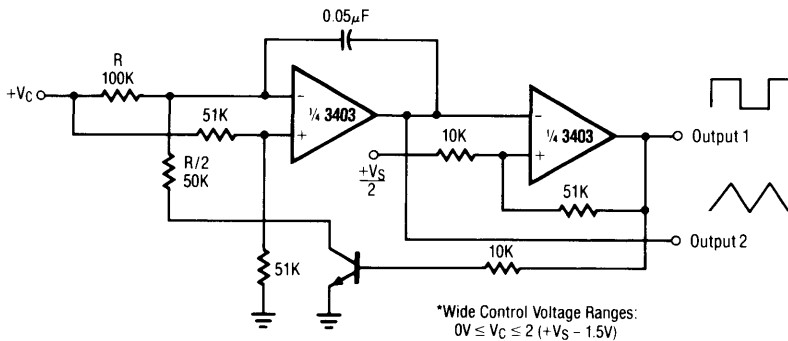 0.05μF
R
100K
+VC
51K
−
+
¼ 3403
R/2
50K
10K
+VS
2
−
+
¼ 3403
Output 1
51K
Output 2
51K
10K
*Wide Control Voltage Ranges:
0V ≤ VC ≤ 2 (+VS − 1.5V)